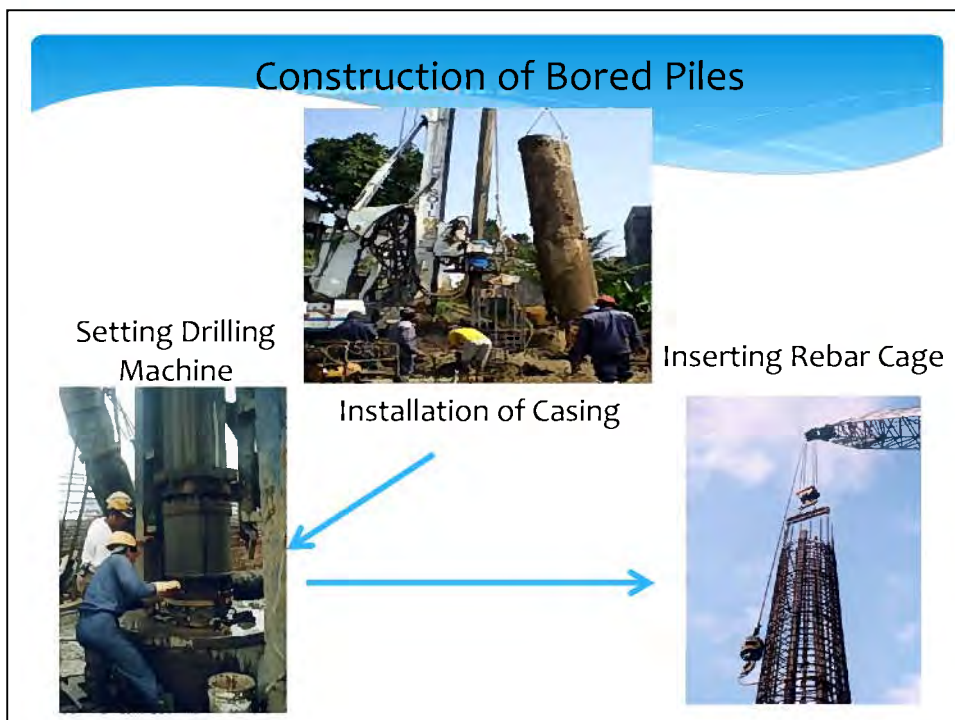 Construction of Bored Piles
Setting Drilling
Machine
Installation of Casing
Inserting Rebar Cage